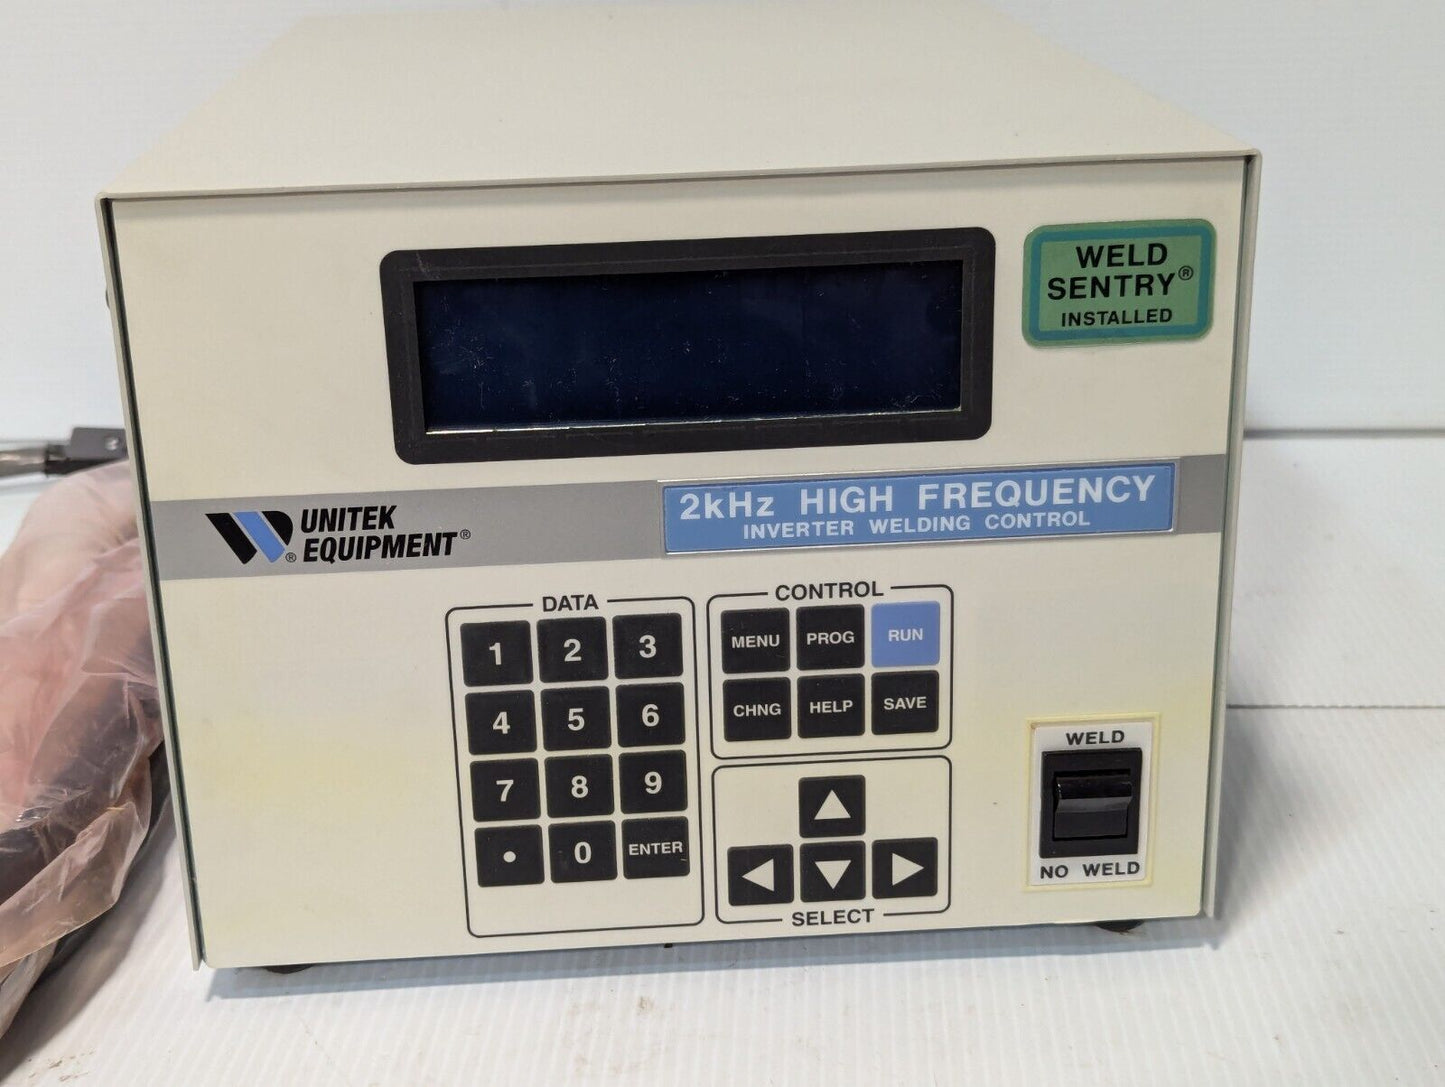 WELD
SENTRY®
INSTALLED
UNITEK
EQUIPMENT®
®
2kHz HIGH FREQUENCY
INVERTER WELDING CONTROL
DATA
1 2 3
4 5 6
7 8 9
. 0 ENTER
CONTROL
MENU PROG RUN
CHNG HELP SAVE
SELECT
WELD
NO WELD